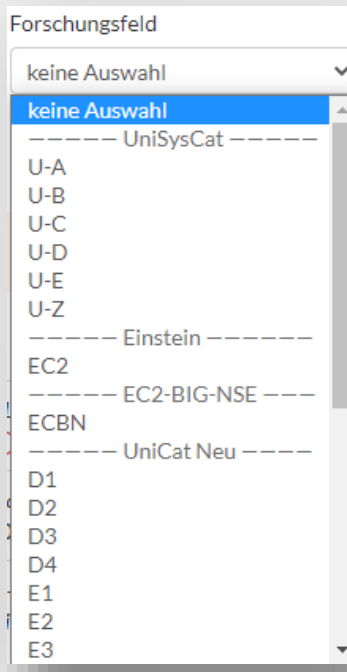 Forschungsfeld
keine Auswahl
keine Auswahl
————— UniSysCat —————
U-A
U-B
U-C
U-D
U-E
U-Z
————— Einstein ——————
EC2
————— EC2-BIG-NSE ———
ECBN
————— UniCat Neu ————
D1
D2
D3
D4
E1
E2
E3